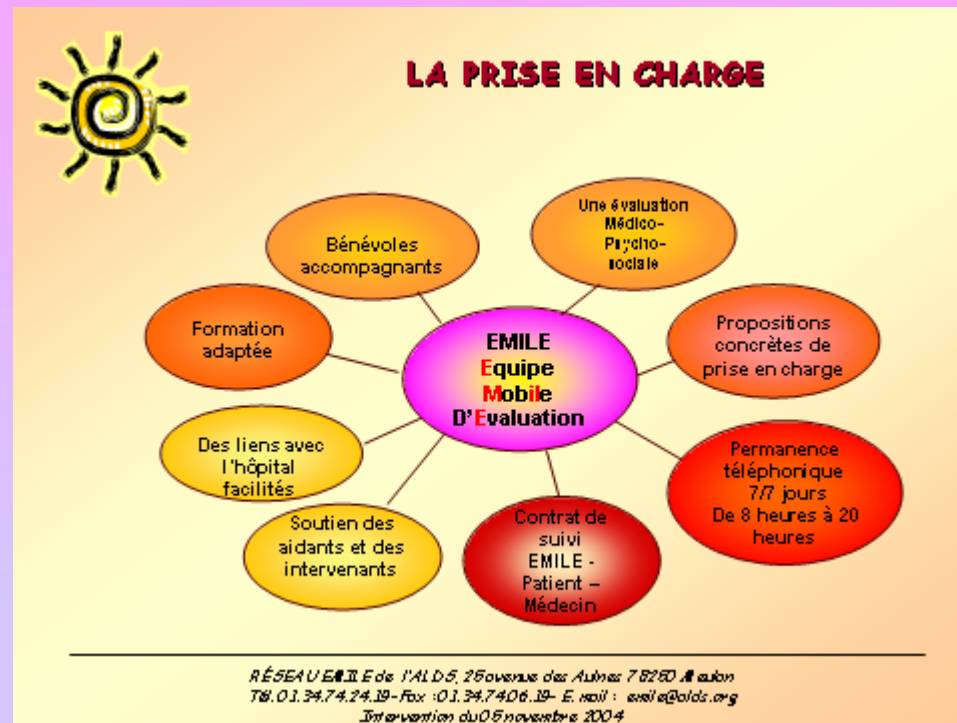 LA PRISE EN CHARGE
Une évaluation
Médico-
Psycho-
sociale
Bénévoles
accompagnants
Propositions
concrètes de
prise en charge
Formation
adaptée
EMILE
Equipe
Mobile
D'Evaluation
Des liens avec
l'hôpital
facilités
Permanence
téléphonique
7/7 jours
De 8 heures à 20
heures
Soutien des
aidants et des
intervenants
Contrat de
suivi
EMILE -
Patient –
Médecin
RÉSEAU EMILE de l'ALDS, 25 avenue des Aulnes 78250 Meulan
Tél.01.34.74.24.19-Fax :01.34.74.06.19- E. mail : emile@alds.org
Intervention du 05 novembre 2004